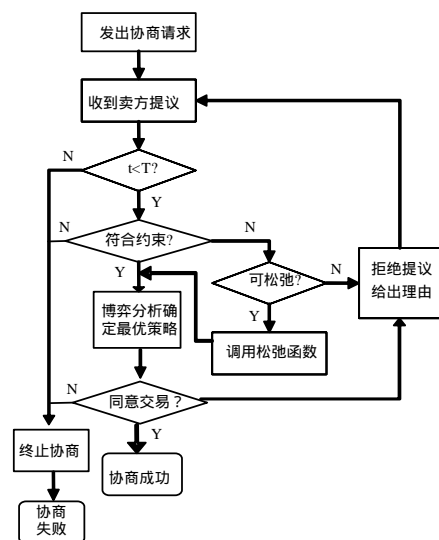 发出协商请求
收到卖方提议
N
t<T?
Y
N
符合约束?
N
Y
可松弛?
N
拒绝提议
给出理由
博弈分析确
定最优策略
Y
调用松弛函数
N
同意交易？
Y
终止协商
协商成功
协商
失败